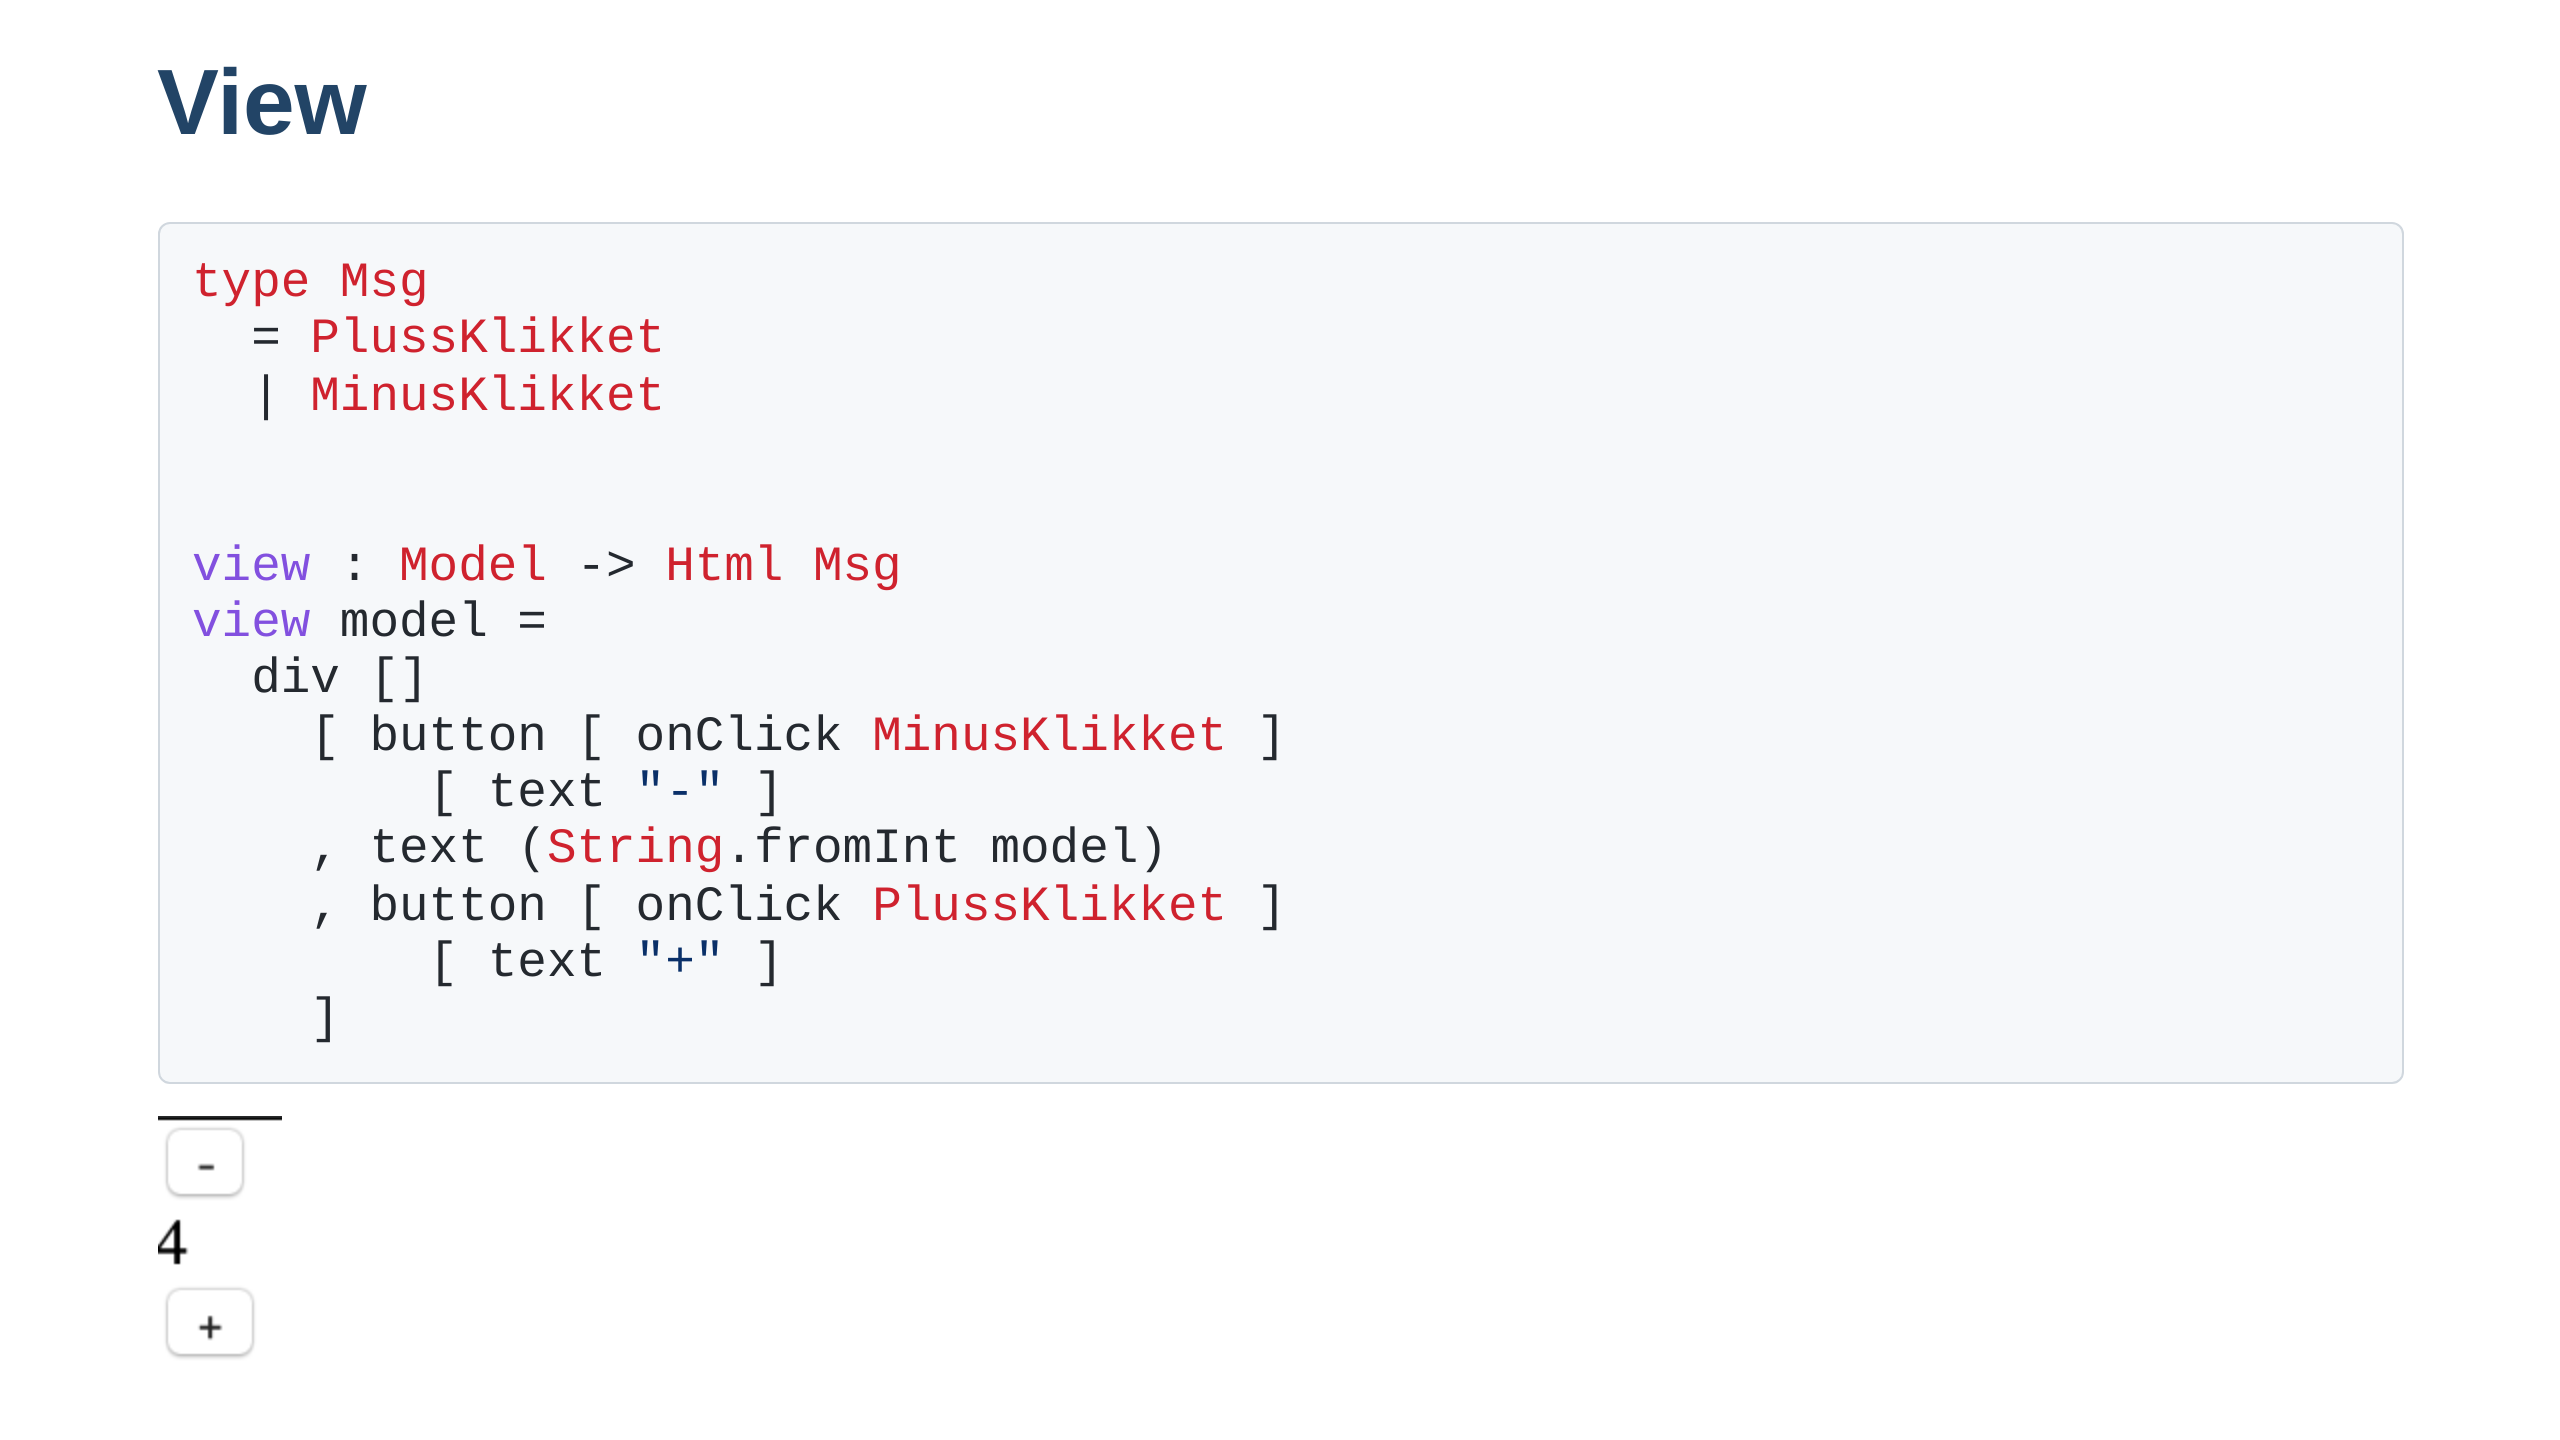 View
type Msg
  = PlussKlikket
  | MinusKlikket
view : Model -> Html Msg
view model =
  div []
    [ button [ onClick MinusKlikket ]
        [ text "-" ]
    , text (String.fromInt model)
    , button [ onClick PlussKlikket ]
        [ text "+" ]
    ]
-
4
+